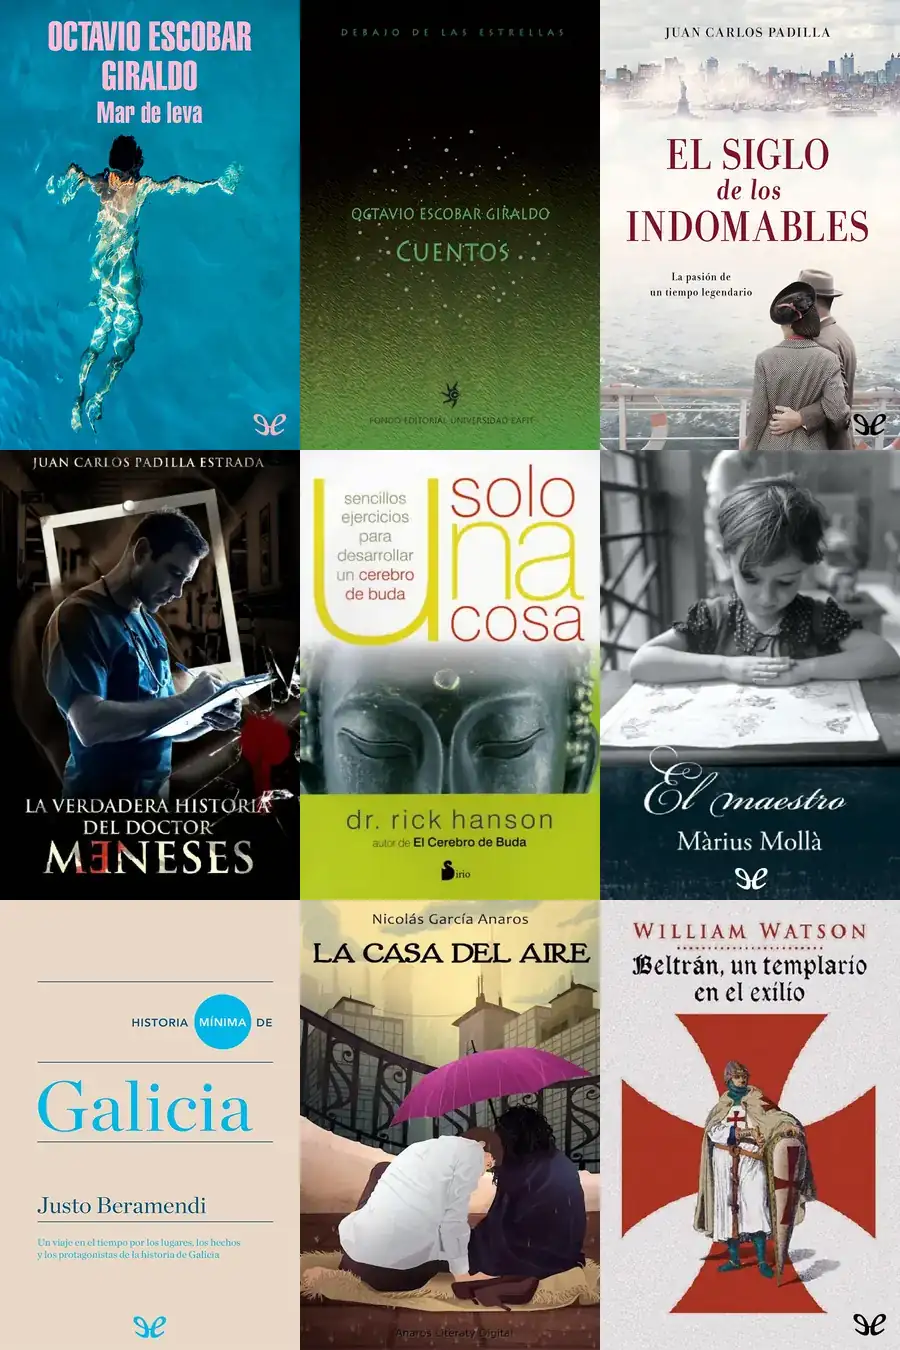 OCTAVIO ESCOBAR
GIRALDO
Mar de leva
DEBAJO DE LAS ESTRELLAS
OCTAVIO ESCOBAR GIRALDO
CUENTOS
FONDO EDITORIAL UNIVERSIDAD EAFIT
JUAN CARLOS PADILLA
EL SIGLO
de los
INDOMABLES
La pasión de
un tiempo legendario
JUAN CARLOS PADILLA ESTRADA
LA VERDADERA HISTORIA
DEL DOCTOR
MENESES
sencillos
ejercicios
para
desarrollar
un cerebro
de buda
solo
una
cosa
dr. rick hanson
autor de El Cerebro de Buda
Sirio
El maestro
Màrius Mollà
HISTORIA MÍNIMA DE
Galicia
Justo Beramendi
Un viaje en el tiempo por los lugares, los hechos
y los protagonistas de la historia de Galicia
Nicolás García Anaros
LA CASA DEL AIRE
Anaros Literaty Digital
WILLIAM WATSON
Beltrán, un templario
en el exilio